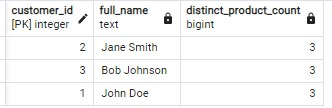 customer_id full_name distinct_product_count
[PK] integer text bigint
2 Jane Smith 3
3 Bob Johnson 3
1 John Doe 3